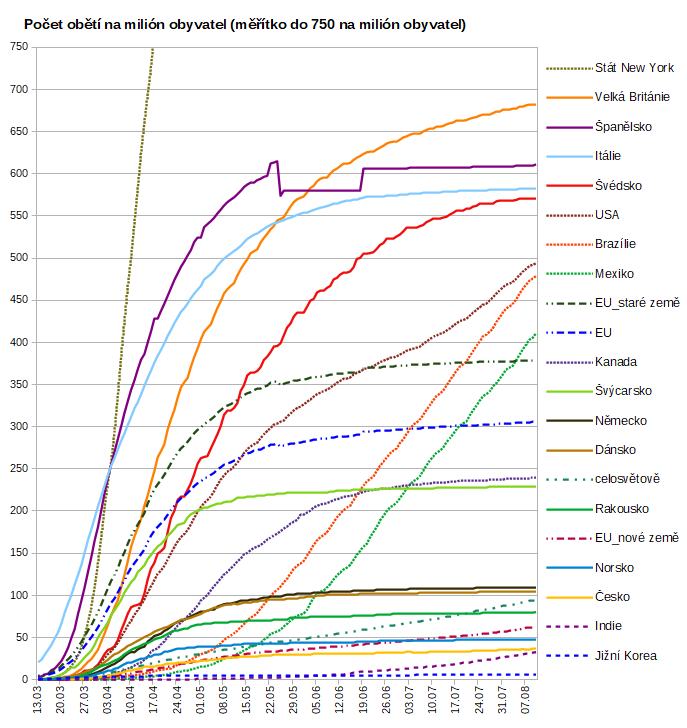 Počet obětí na milión obyvatel (měřítko do 750 na milión obyvatel)
750
700
650
600
550
500
450
400
350
300
250
200
150
100
50
0
13.03
20.03
27.03
03.04
10.04
17.04
24.04
01.05
08.05
15.05
22.05
29.05
05.06
12.06
19.06
26.06
03.07
10.07
17.07
24.07
31.07
07.08
Stát New York
Velká Británie
Španělsko
Itálie
Švédsko
USA
Brazílie
Mexiko
EU_staré země
EU
Kanada
Švýcarsko
Německo
Dánsko
celosvětově
Rakousko
EU_nové země
Norsko
Česko
Indie
Jižní Korea